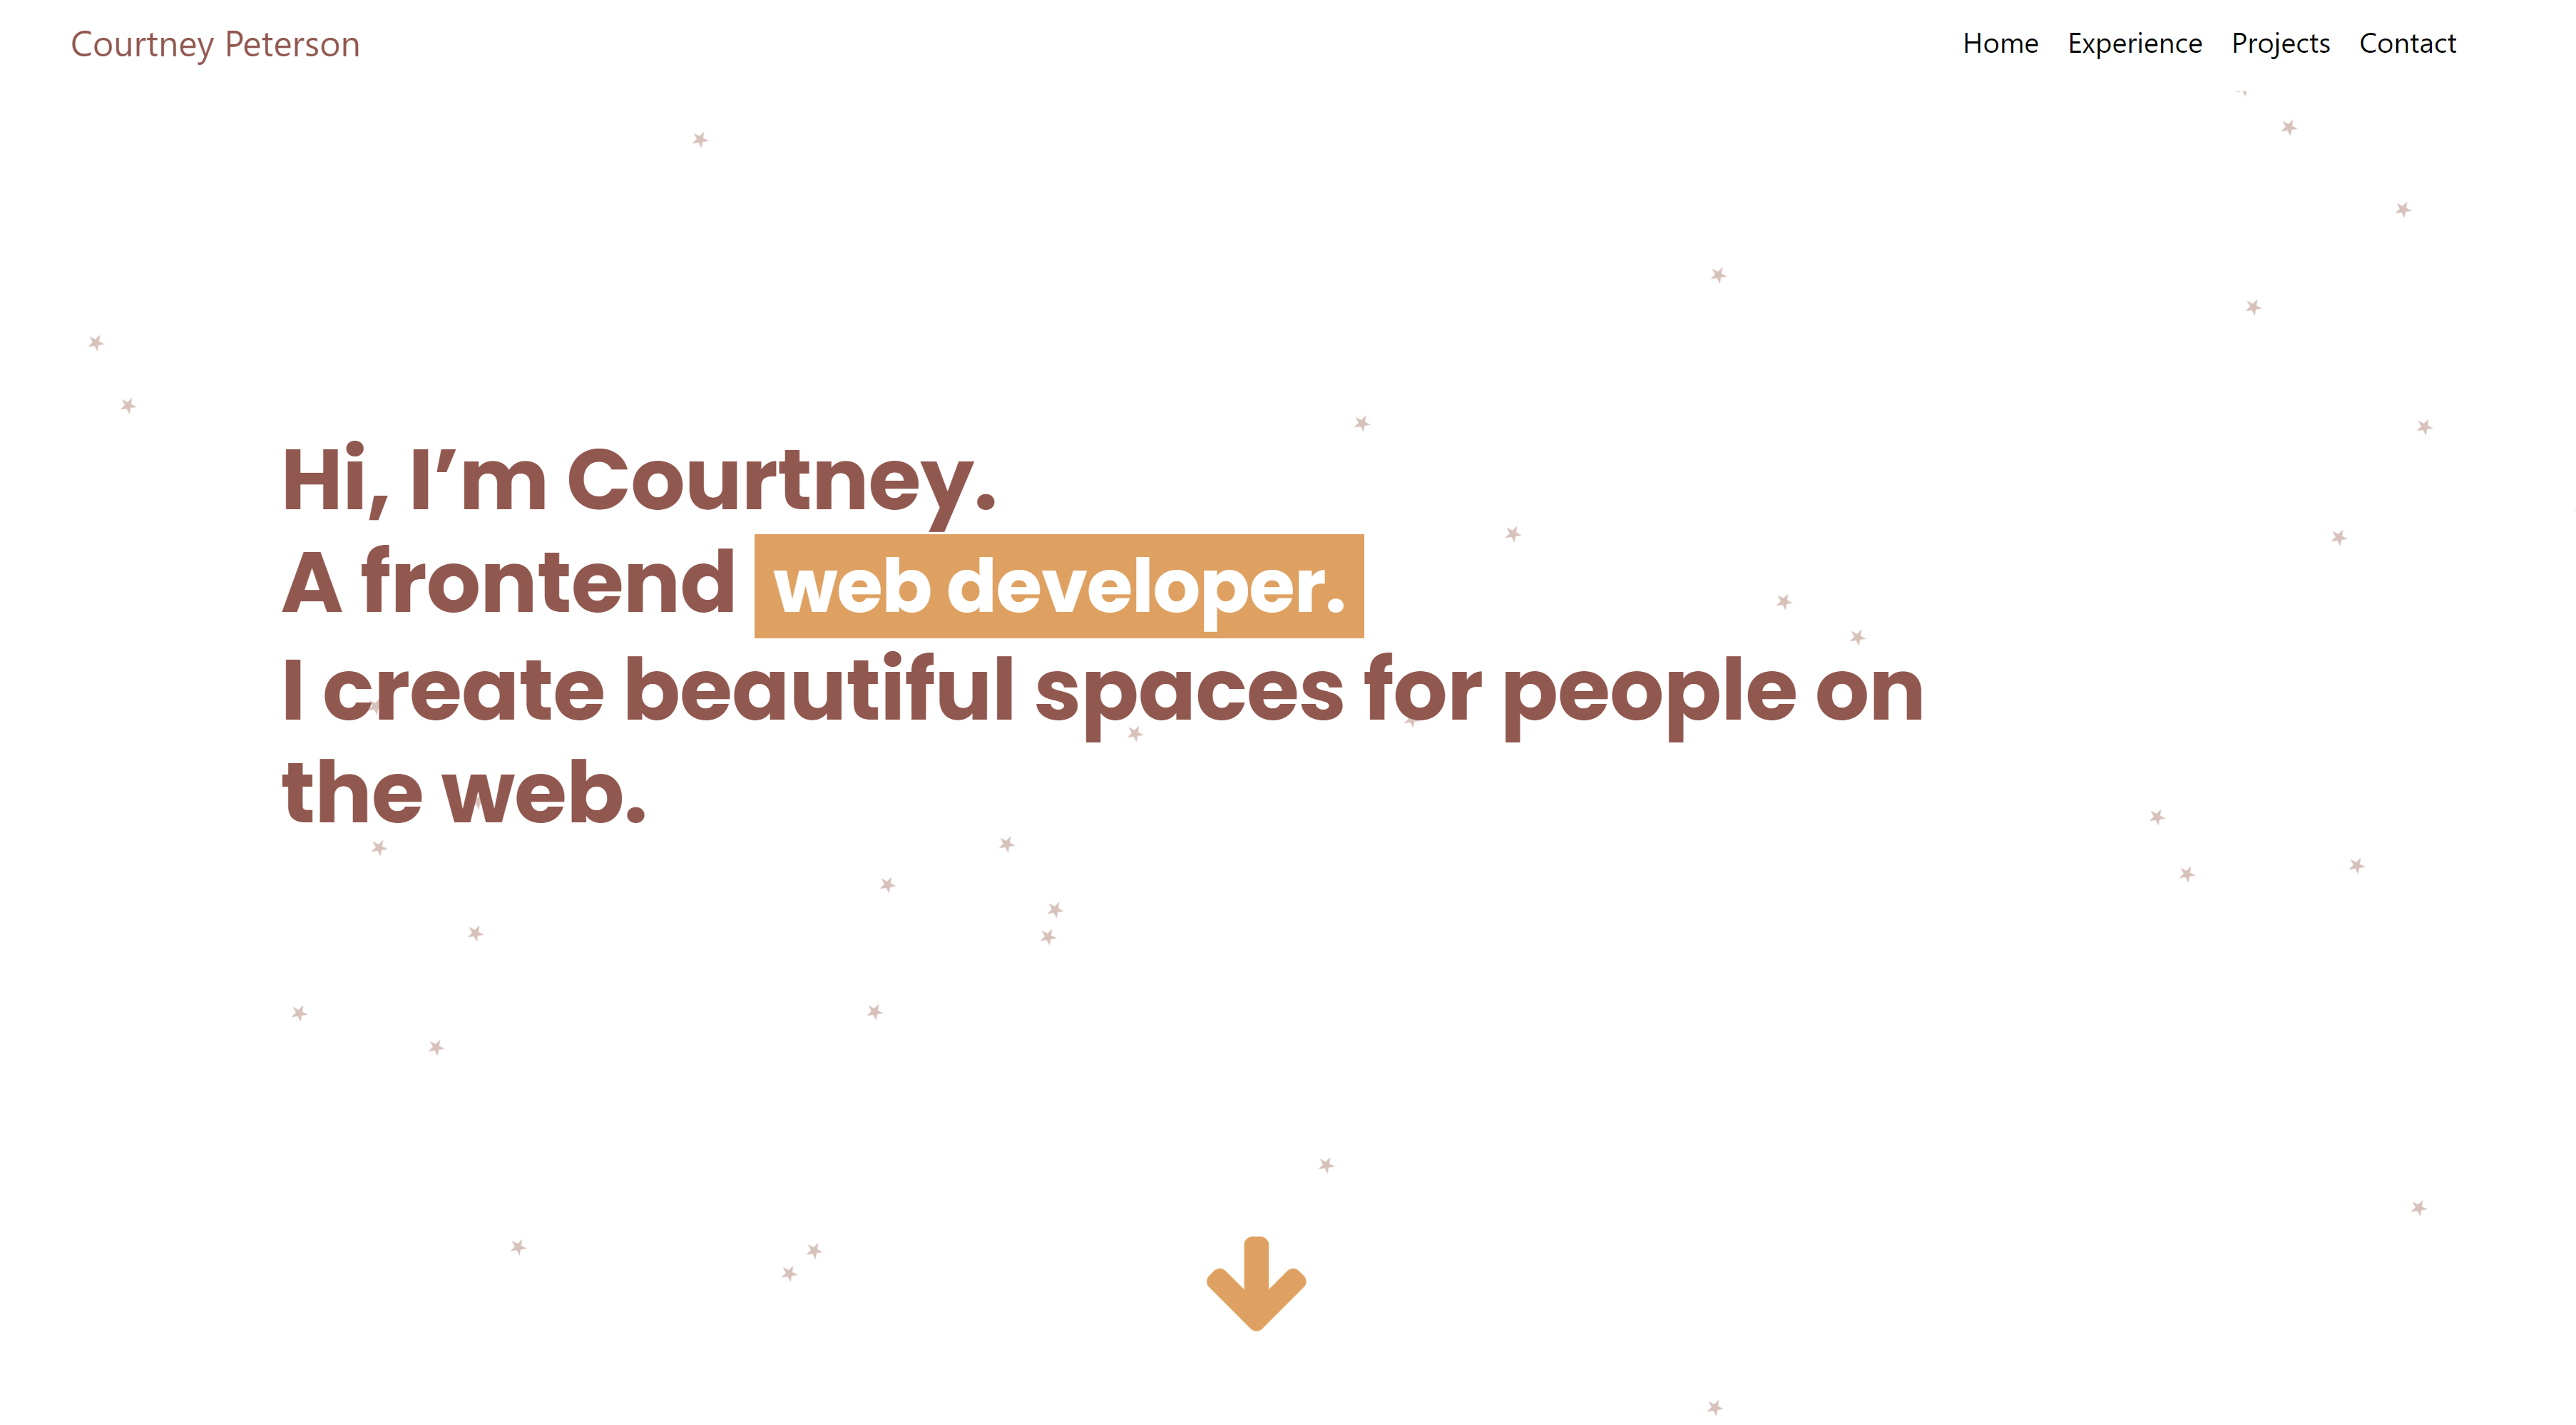 Courtney Peterson
Home Experience Projects Contact
Hi, I’m Courtney.
A frontend web developer.
I create beautiful spaces for people on
the web.